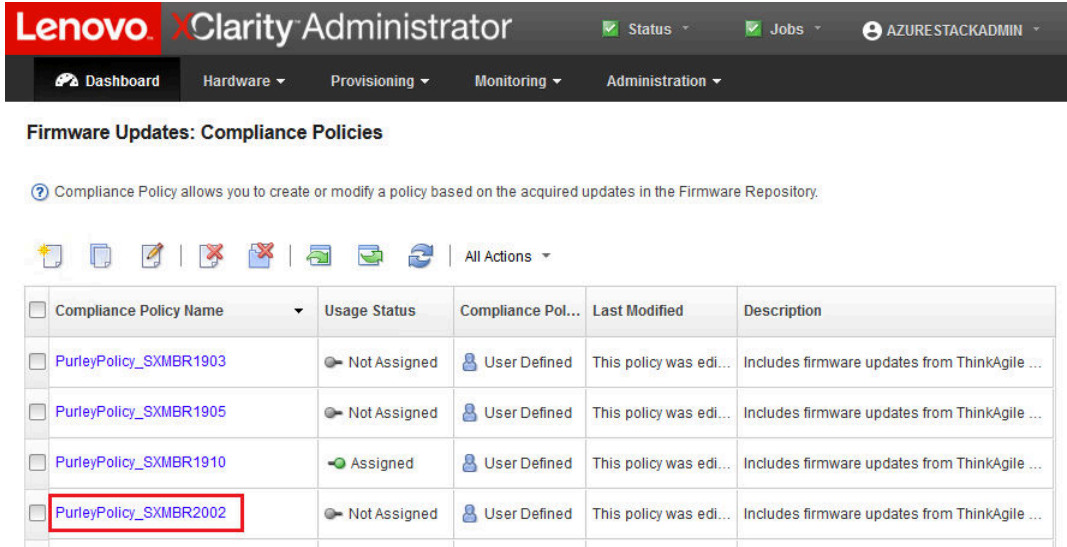 Lenovo. XClarity Administrator Status Jobs AZURESTACKADMIN
Dashboard Hardware Provisioning Monitoring Administration
Firmware Updates: Compliance Policies
? Compliance Policy allows you to create or modify a policy based on the acquired updates in the Firmware Repository.
All Actions
Compliance Policy Name Usage Status Compliance Pol... Last Modified Description
PurleyPolicy_SXMBR1903 Not Assigned User Defined This policy was edi... Includes firmware updates from ThinkAgile ...
PurleyPolicy_SXMBR1905 Not Assigned User Defined This policy was edi... Includes firmware updates from ThinkAgile ...
PurleyPolicy_SXMBR1910 Assigned User Defined This policy was edi... Includes firmware updates from ThinkAgile ...
PurleyPolicy_SXMBR2002 Not Assigned User Defined This policy was edi... Includes firmware updates from ThinkAgile ...